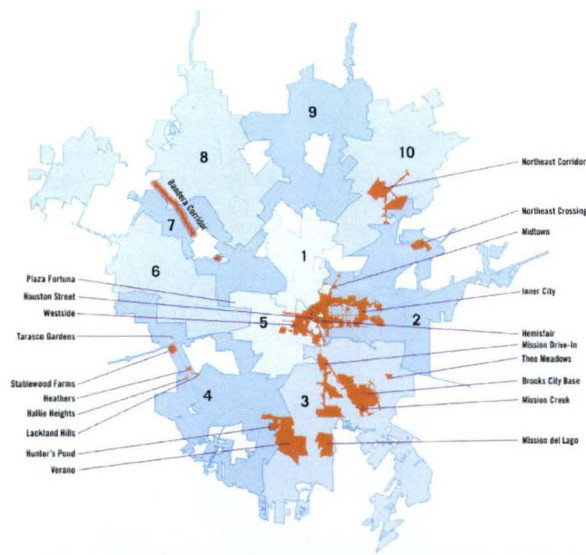 9
8
10
Bandera Corridor
Northeast Corridor
7
Northeast Crossing
Midtown
1
6
Plaza Fortuna
Houston Street
Inner City
Westside
2
5
Hemisfair
Tarasco Gardens
Mission Drive-In
Thea Meadows
Stablewood Farms
Heathers
Brooks City Base
Hallie Heights
4
3
Mission Creek
Lackland Hills
Hunter's Pond
Mission del Lago
Verano